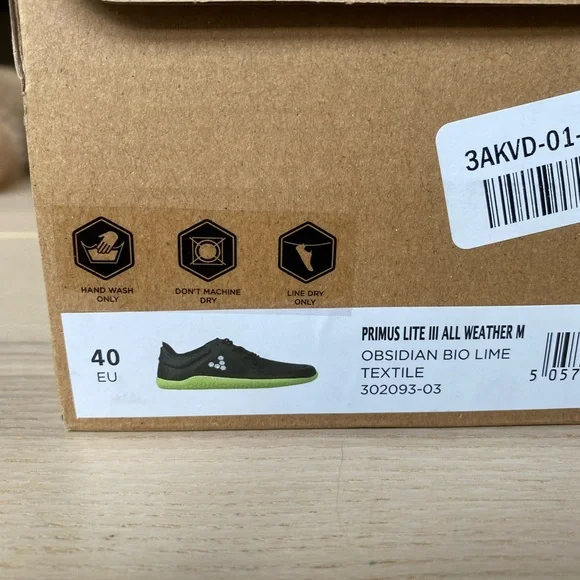 3AKVD-01-
HAND WASH
ONLY
DON'T MACHINE
DRY
LINE DRY
ONLY
40
EU
PRIMUS LITE III ALL WEATHER M
OBSIDIAN BIO LIME
TEXTILE
302093-03
5 057